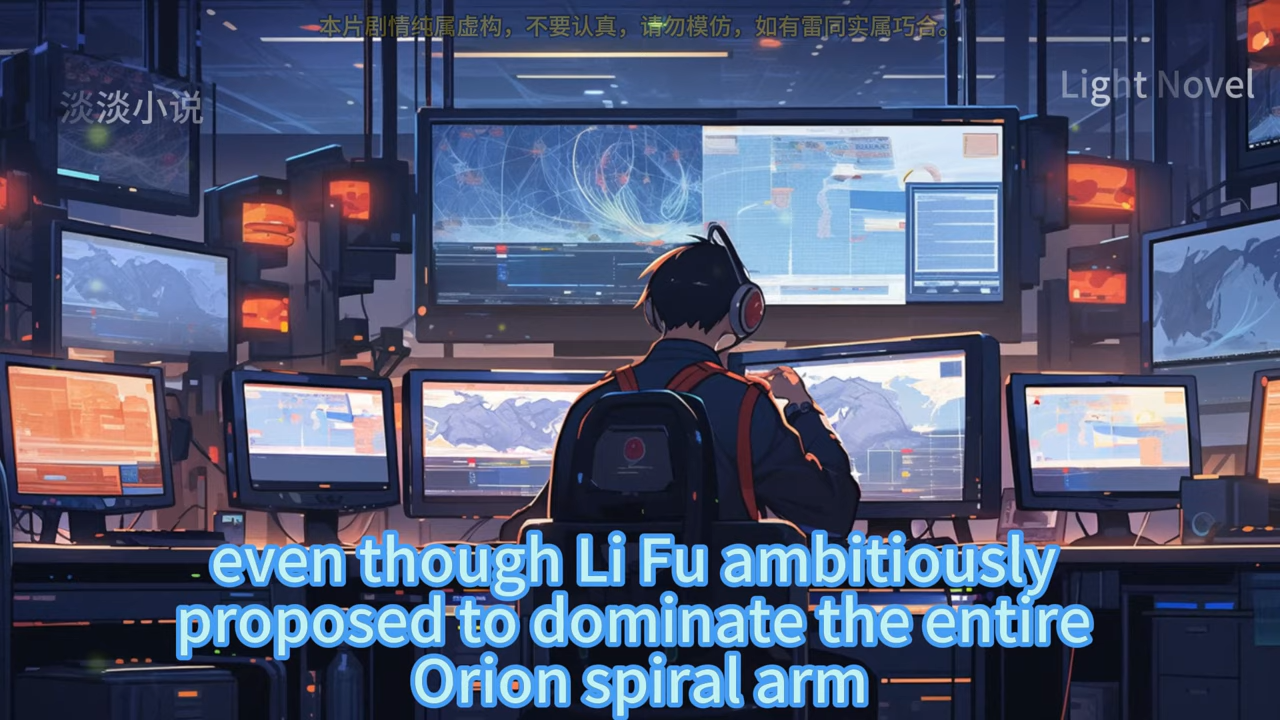 本片剧情纯属虚构，不要认真，请勿模仿，如有雷同实属巧合。
淡淡小说
Light Novel
even though Li Fu ambitiously
proposed to dominate the entire
Orion spiral arm